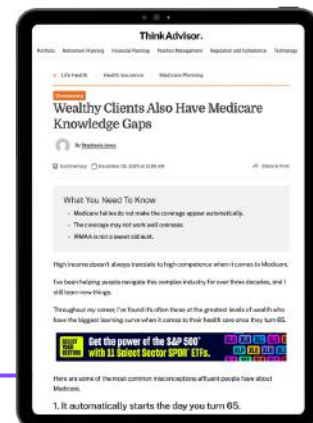 ThinkAdvisor.
Portfolio Retirement Planning Financial Planning Practice Management Regulation and Compliance Technology
Life Health Health Insurance Medicare Planning
Commentary
Wealthy Clients Also Have Medicare
Knowledge Gaps
By Stephanie
Commentary
Share & Print
What You Need To Know
Medicare fairies do not make the coverage appear automatically.
The coverage may not work well overseas.
IRMAA is not a sweet old aunt.
High income doesn't always translate to high competence when it comes to Medicare.
I've been helping people navigate this complex industry for over three decades, and I
still learn new things.
Throughout my career, I've found it's often those at the greatest levels of wealth who
have the biggest learning curve when it comes to their health care once they turn 65.
Get the power of the S&P 500
with 11 Select Sector SPDR ETFs.
Here are some of the most common misconceptions affluent people have about
Medicare.
1. It automatically starts the day you turn 65.